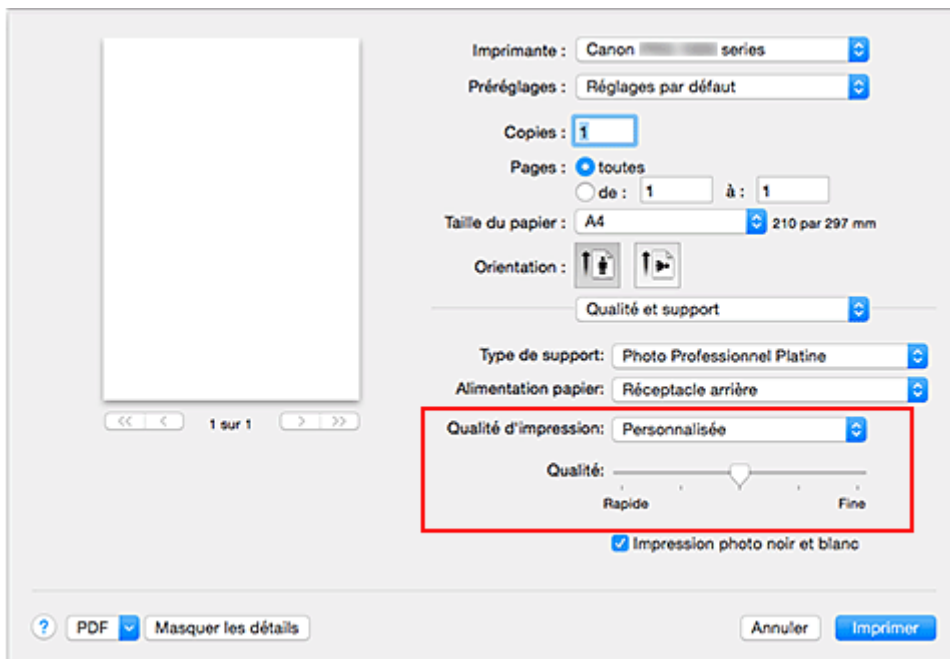 Imprimante : Canon series
Préréglages : Réglages par défaut
Copies : 1
Pages : toutes
de : 1 à : 1
Taille du papier : A4 210 par 297 mm
Orientation :
Qualité et support
Type de support: Photo Professionnel Platine
Alimentation papier: Réceptacle arrière
<< < 1 sur 1 > >>
Qualité d'impression: Personnalisée
Qualité:
Rapide Fine
Impression photo noir et blanc
? PDF Masquer les détails Annuler Imprimer